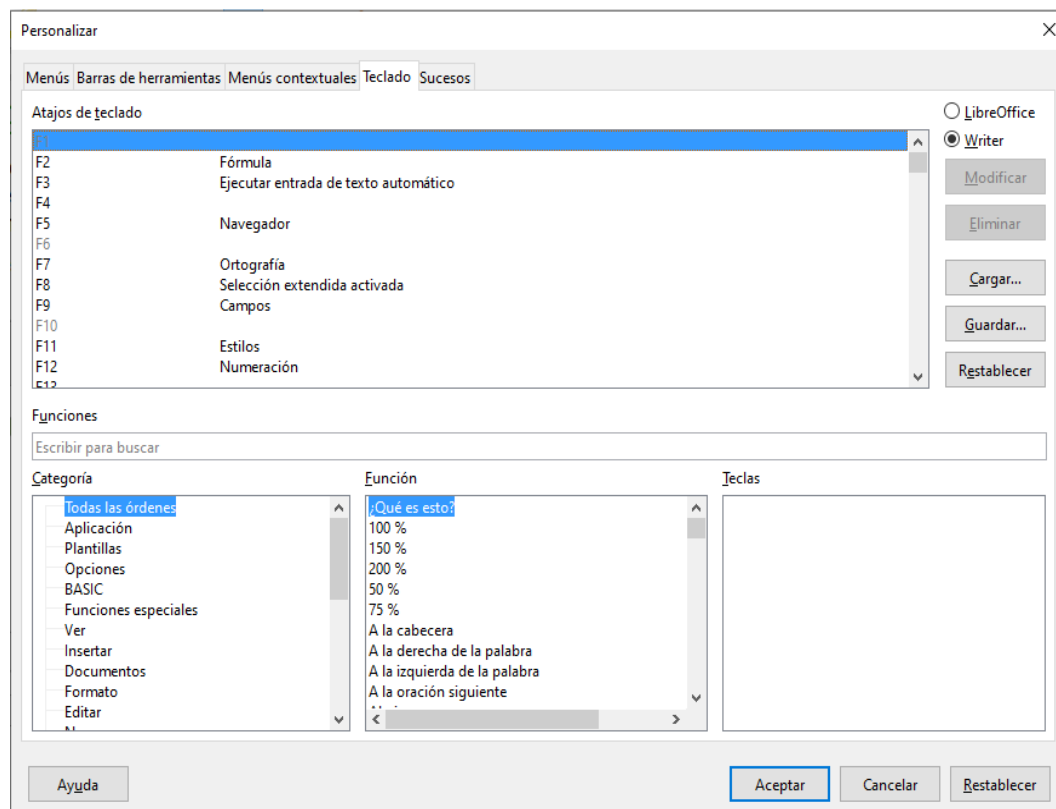 Personalizar
Menús Barras de herramientas Menús contextuales Teclado Sucesos
Atajos de teclado
LibreOffice
Writer
F1
F2 Fórmula
F3 Ejecutar entrada de texto automático
F4
F5 Navegador
F6
F7 Ortografía
F8 Selección extendida activada
F9 Campos
F10
F11 Estilos
F12 Numeración
F13
Modificar
Eliminar
Cargar...
Guardar...
Restablecer
Funciones
Escribir para buscar
Categoría
Todas las órdenes
Aplicación
Plantillas
Opciones
BASIC
Funciones especiales
Ver
Insertar
Documentos
Formato
Editar
Función
¿Qué es esto?
100 %
150 %
200 %
50 %
75 %
A la cabecera
A la derecha de la palabra
A la izquierda de la palabra
A la oración siguiente
Teclas
Ayuda
Aceptar
Cancelar
Restablecer